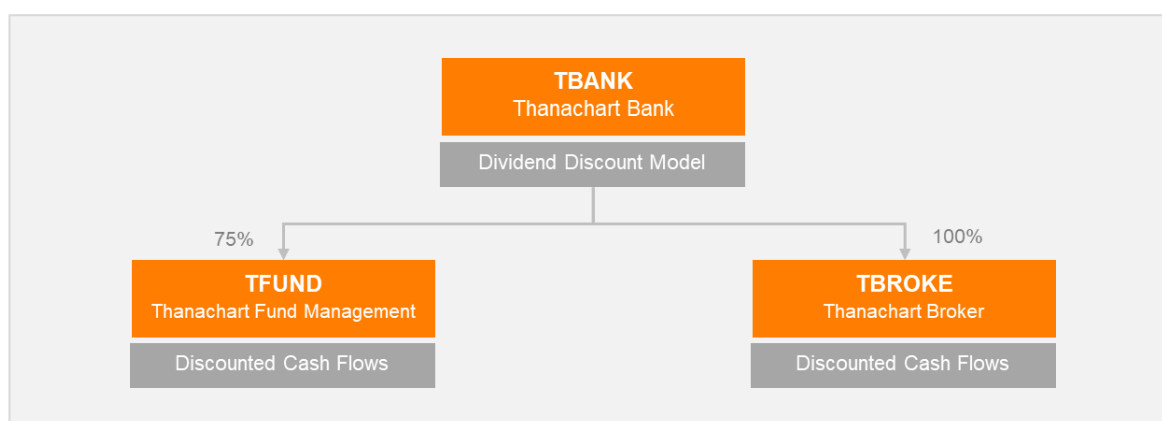 TBANK
Thanachart Bank
Dividend Discount Model
75%
100%
TFUND
Thanachart Fund Management
Discounted Cash Flows
TBROKE
Thanachart Broker
Discounted Cash Flows